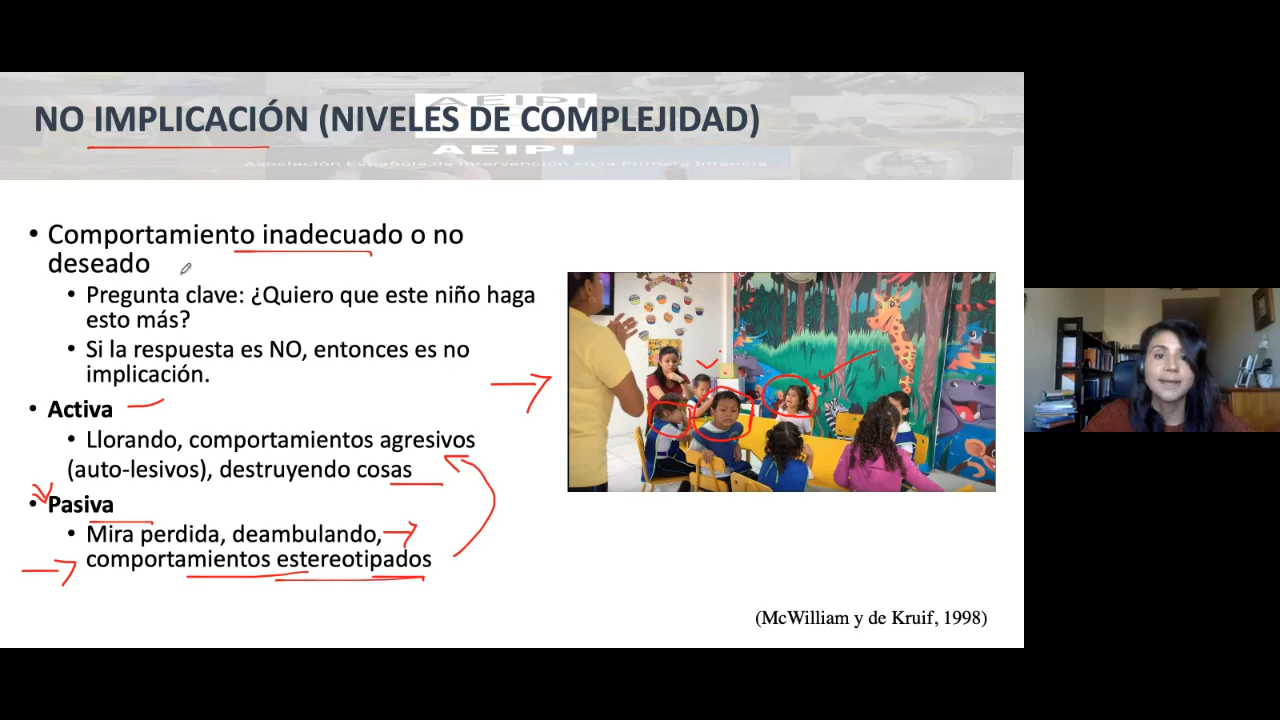 AEIPI
NO IMPLICACIÓN (NIVELES DE COMPLEJIDAD)
AEIPI
Asociación Española de Intervención en la Primera Infancia
• Comportamiento inadecuado o no
deseado
• Pregunta clave: ¿Quiero que este niño haga
esto más?
• Si la respuesta es NO, entonces es no
implicación.
• Activa
• Llorando, comportamientos agresivos
(auto-lesivos), destruyendo cosas
• Pasiva
• Mira perdida, deambulando,
comportamientos estereotipados
(McWilliam y de Kruif, 1998)